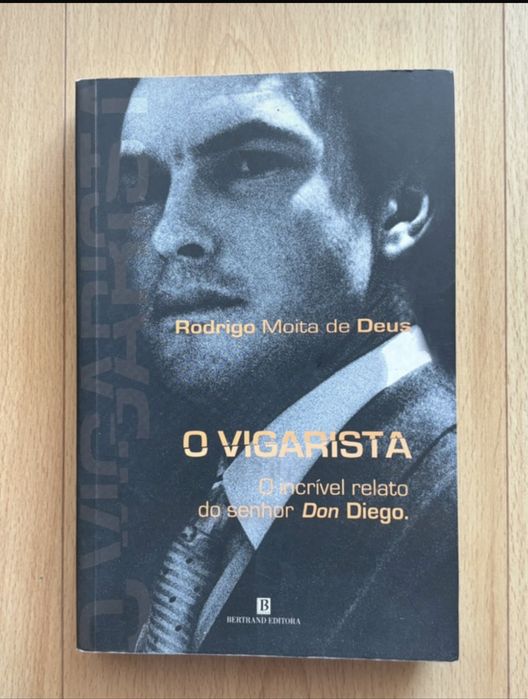 O VIGARISTA
Rodrigo Moita de Deus
O VIGARISTA
O incrível relato
do senhor Don Diego.
B
BERTRAND EDITORA